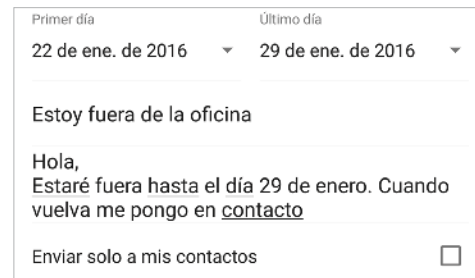 Primer día
Último día
22 de ene. de 2016
29 de ene. de 2016
Estoy fuera de la oficina
Hola,
Estaré fuera hasta el día 29 de enero. Cuando
vuelva me pongo en contacto
Enviar solo a mis contactos